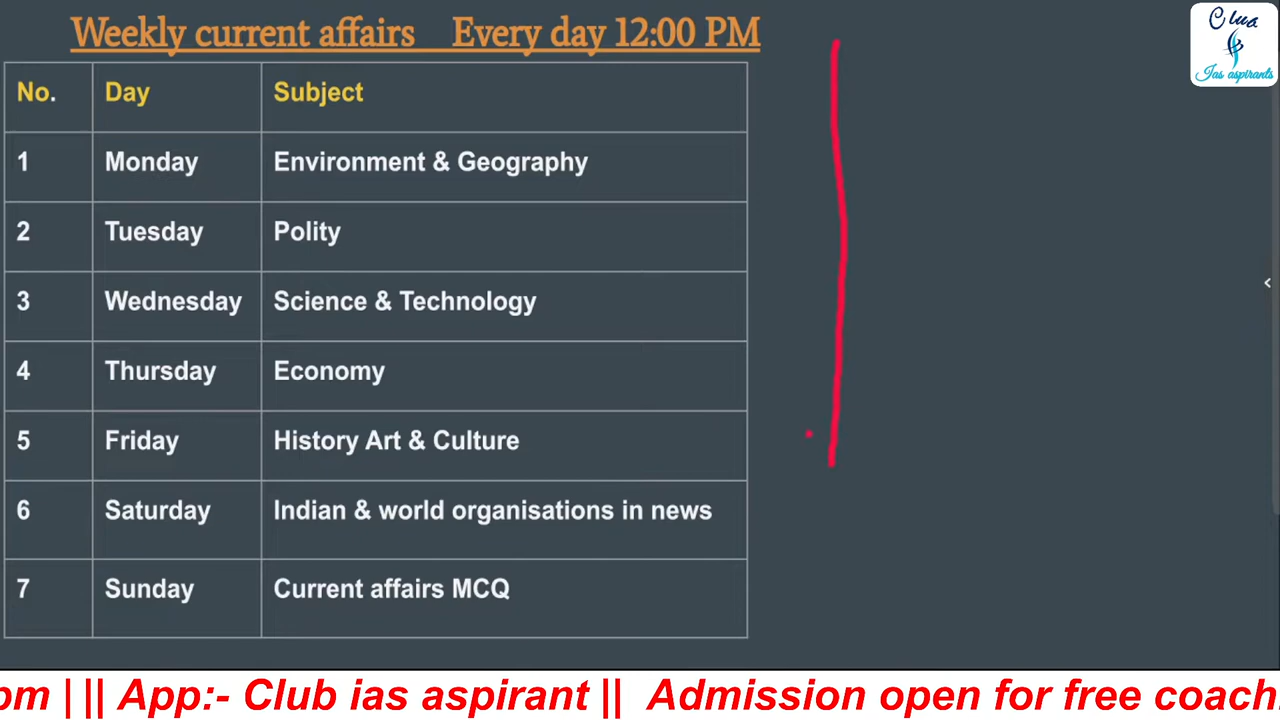 Weekly current affairs Every day 12:00 PM
Club
Ias aspirants
No. Day Subject
1 Monday Environment & Geography
2 Tuesday Polity
3 Wednesday Science & Technology
4 Thursday Economy
5 Friday History Art & Culture
6 Saturday Indian & world organisations in news
7 Sunday Current affairs MCQ
pm | || App:- Club ias aspirant || Admission open for free coach